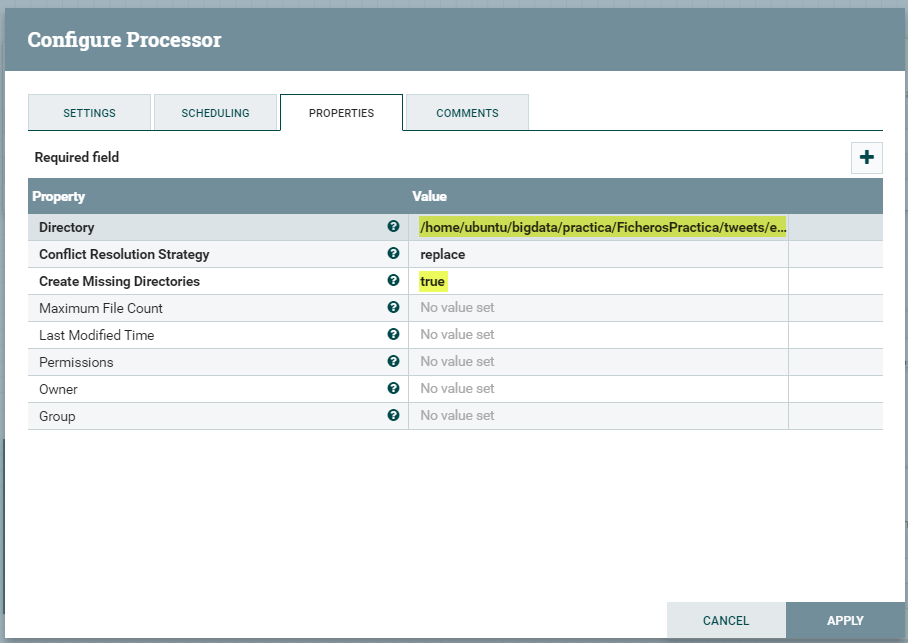 Configure Processor
SETTINGS SCHEDULING PROPERTIES COMMENTS
Required field
Property Value
Directory /home/ubuntu/bigdata/practica/FicherosPractica/tweets/e...
Conflict Resolution Strategy replace
Create Missing Directories true
Maximum File Count No value set
Last Modified Time No value set
Permissions No value set
Owner No value set
Group No value set
CANCEL APPLY